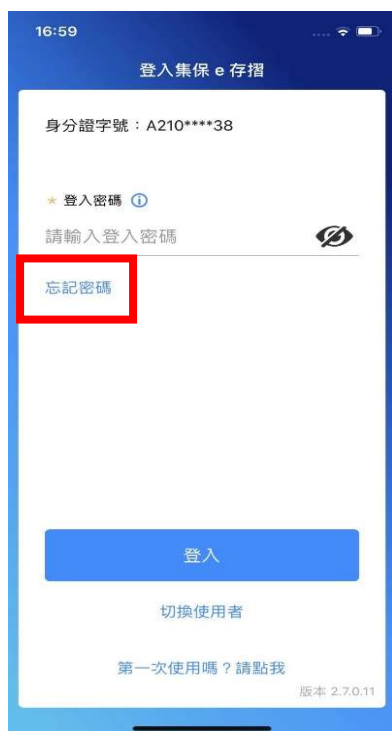 16:59
登入集保 e 存摺
身分證字號：A210****38
* 登入密碼
請輸入登入密碼
忘記密碼
登入
切換使用者
第一次使用嗎？請點我
版本 2.7.0.11